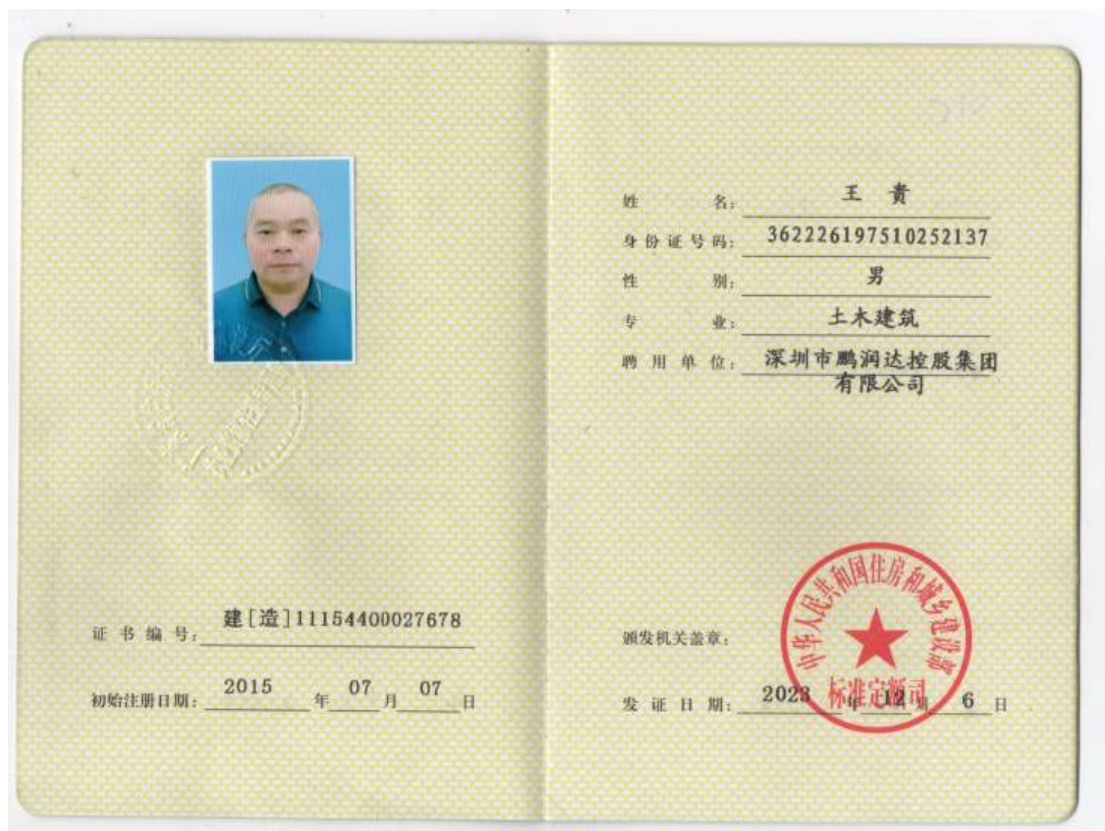 证书编号：建[造]11154400027678
初始注册日期：2015年07月07日
姓名：王贵
身份证号码：362226197510252137
性别：男
专业：土木建筑
聘用单位：深圳市鹏润达控股集团
有限公司
颁发机关盖章：
中华人民共和国住房和城乡建设部
标准定额司
发证日期：2023年12月6日